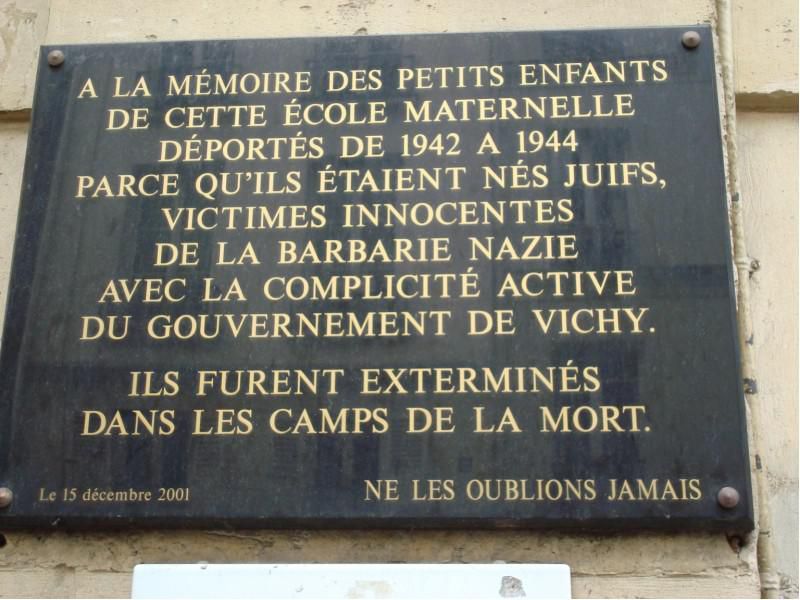 A LA MÉMOIRE DES PETITS ENFANTS
DE CETTE ÉCOLE MATERNELLE
DÉPORTÉS DE 1942 A 1944
PARCE QU'ILS ÉTAIENT NÉS JUIFS,
VICTIMES INNOCENTES
DE LA BARBARIE NAZIE
AVEC LA COMPLICITÉ ACTIVE
DU GOUVERNEMENT DE VICHY.
ILS FURENT EXTERMINÉS
DANS LES CAMPS DE LA MORT.
Le 15 décembre 2001
NE LES OUBLIONS JAMAIS